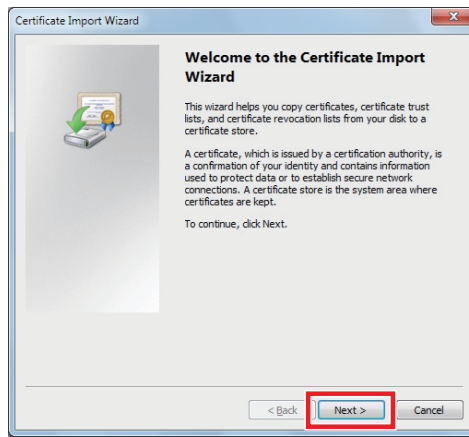 Certificate Import Wizard
Welcome to the Certificate Import
Wizard
This wizard helps you copy certificates, certificate trust
lists, and certificate revocation lists from your disk to a
certificate store.
A certificate, which is issued by a certification authority, is
a confirmation of your identity and contains information
used to protect data or to establish secure network
connections. A certificate store is the system area where
certificates are kept.
To continue, click Next.
< Back Next > Cancel